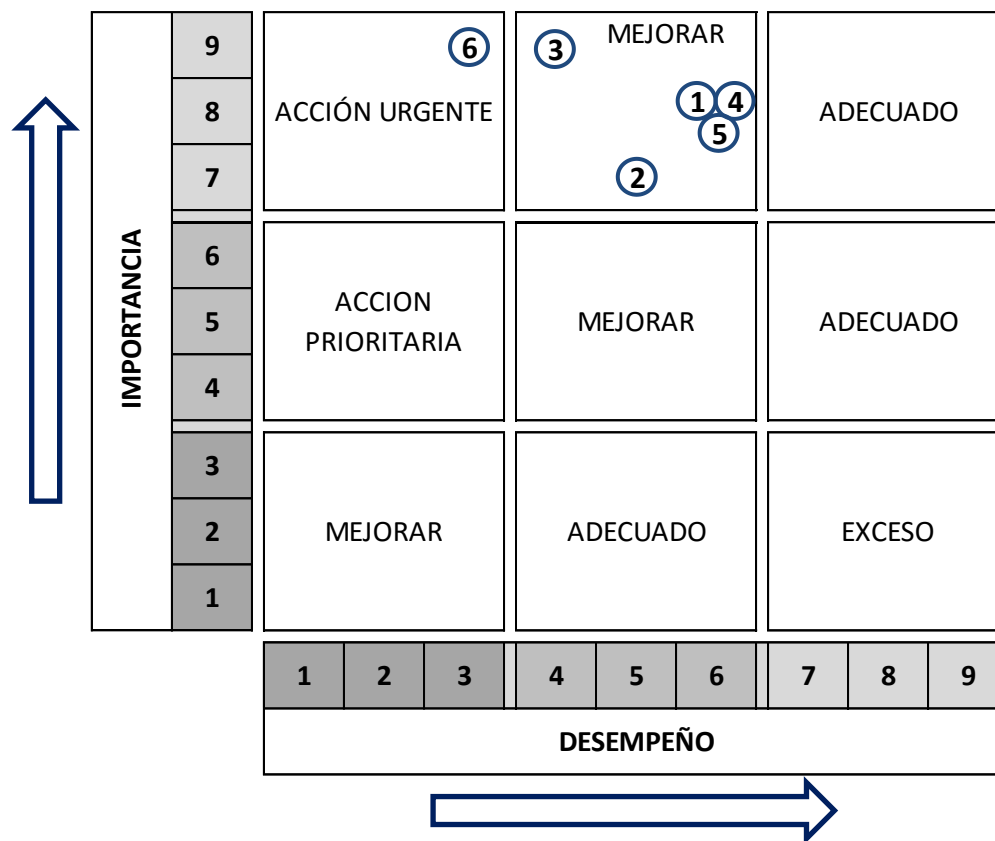 IMPORTANCIA
9
6
3
MEJORAR
8
ACCIÓN URGENTE
1
4
5
ADECUADO
7
2
6
5
ACCION
PRIORITARIA
MEJORAR
ADECUADO
4
3
2
MEJORAR
ADECUADO
EXCESO
1
1
2
3
4
5
6
7
8
9
DESEMPEÑO